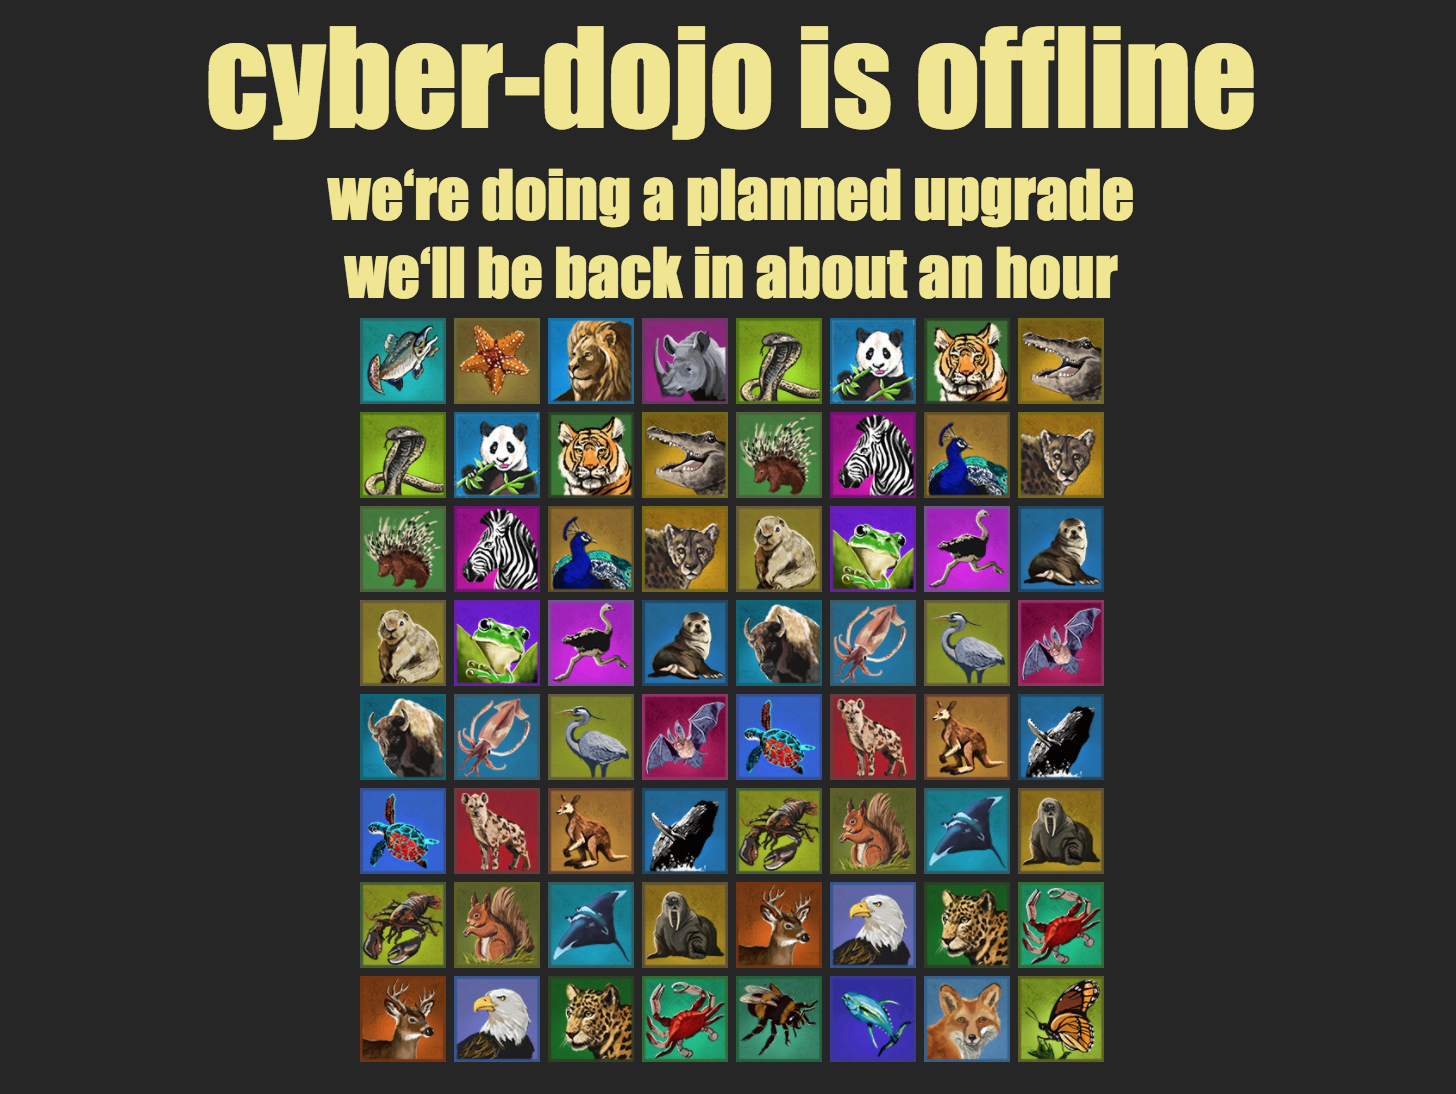 cyber-dojo is offline
we‘re doing a planned upgrade
we‘ll be back in about an hour